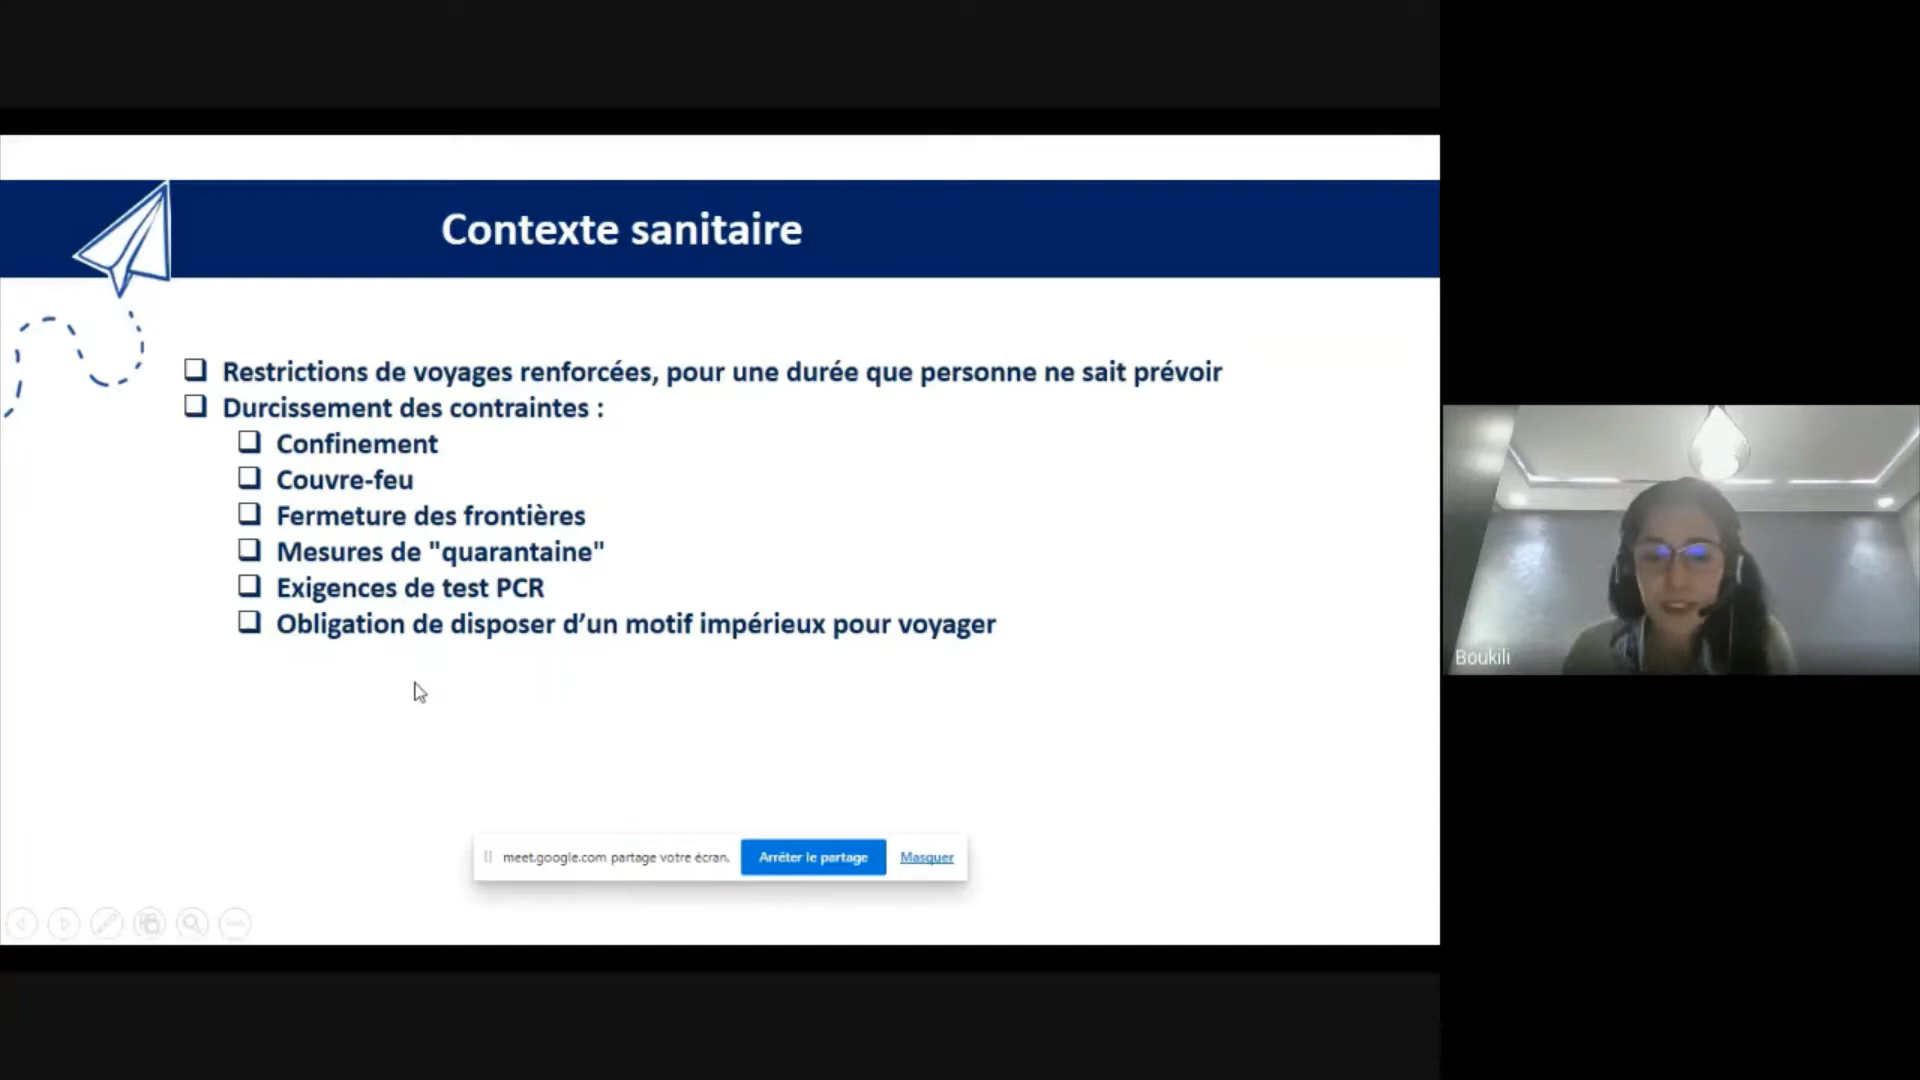 Contexte sanitaire
Restrictions de voyages renforcées, pour une durée que personne ne sait prévoir
Durcissement des contraintes :
Confinement
Couvre-feu
Fermeture des frontières
Mesures de "quarantaine"
Exigences de test PCR
Obligation de disposer d’un motif impérieux pour voyager
Boukili
meet.google.com partage votre écran. Arrêter le partage Masquer